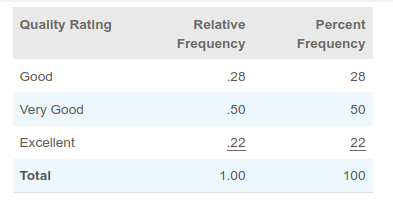 Quality Rating Relative Frequency Percent Frequency
Good .28 28
Very Good .50 50
Excellent .22 22
Total 1.00 100